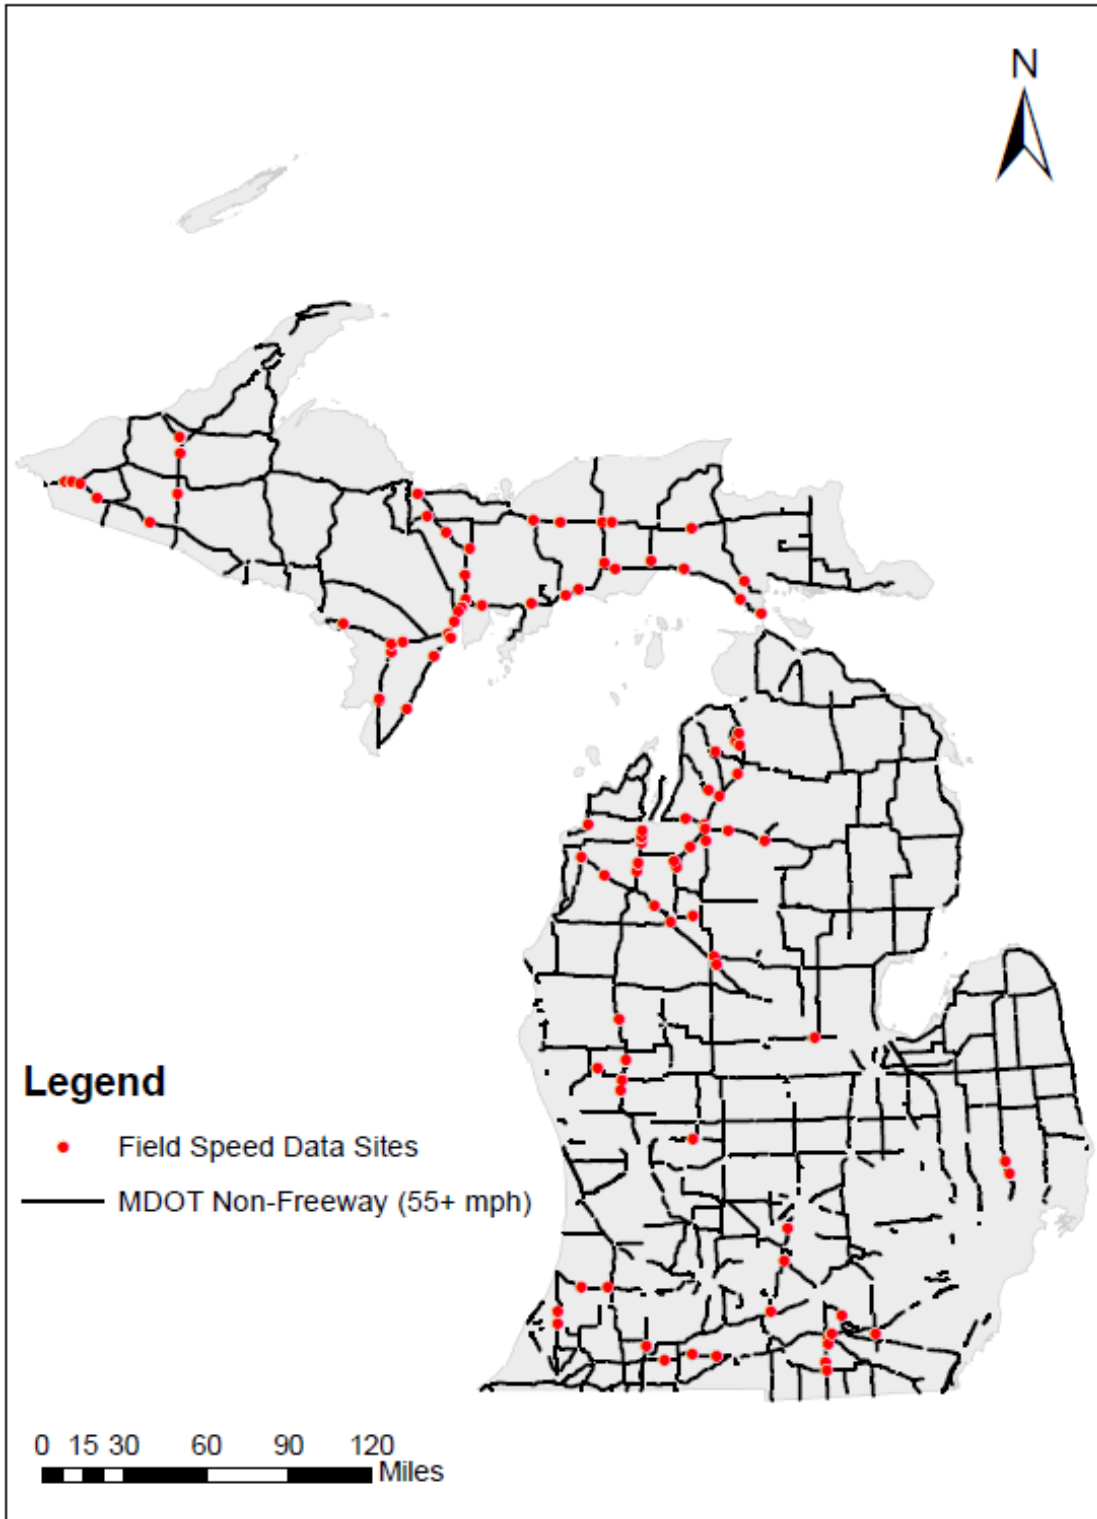 N
Legend
Field Speed Data Sites
MDOT Non-Freeway (55+ mph)
0 15 30 60 90 120
Miles